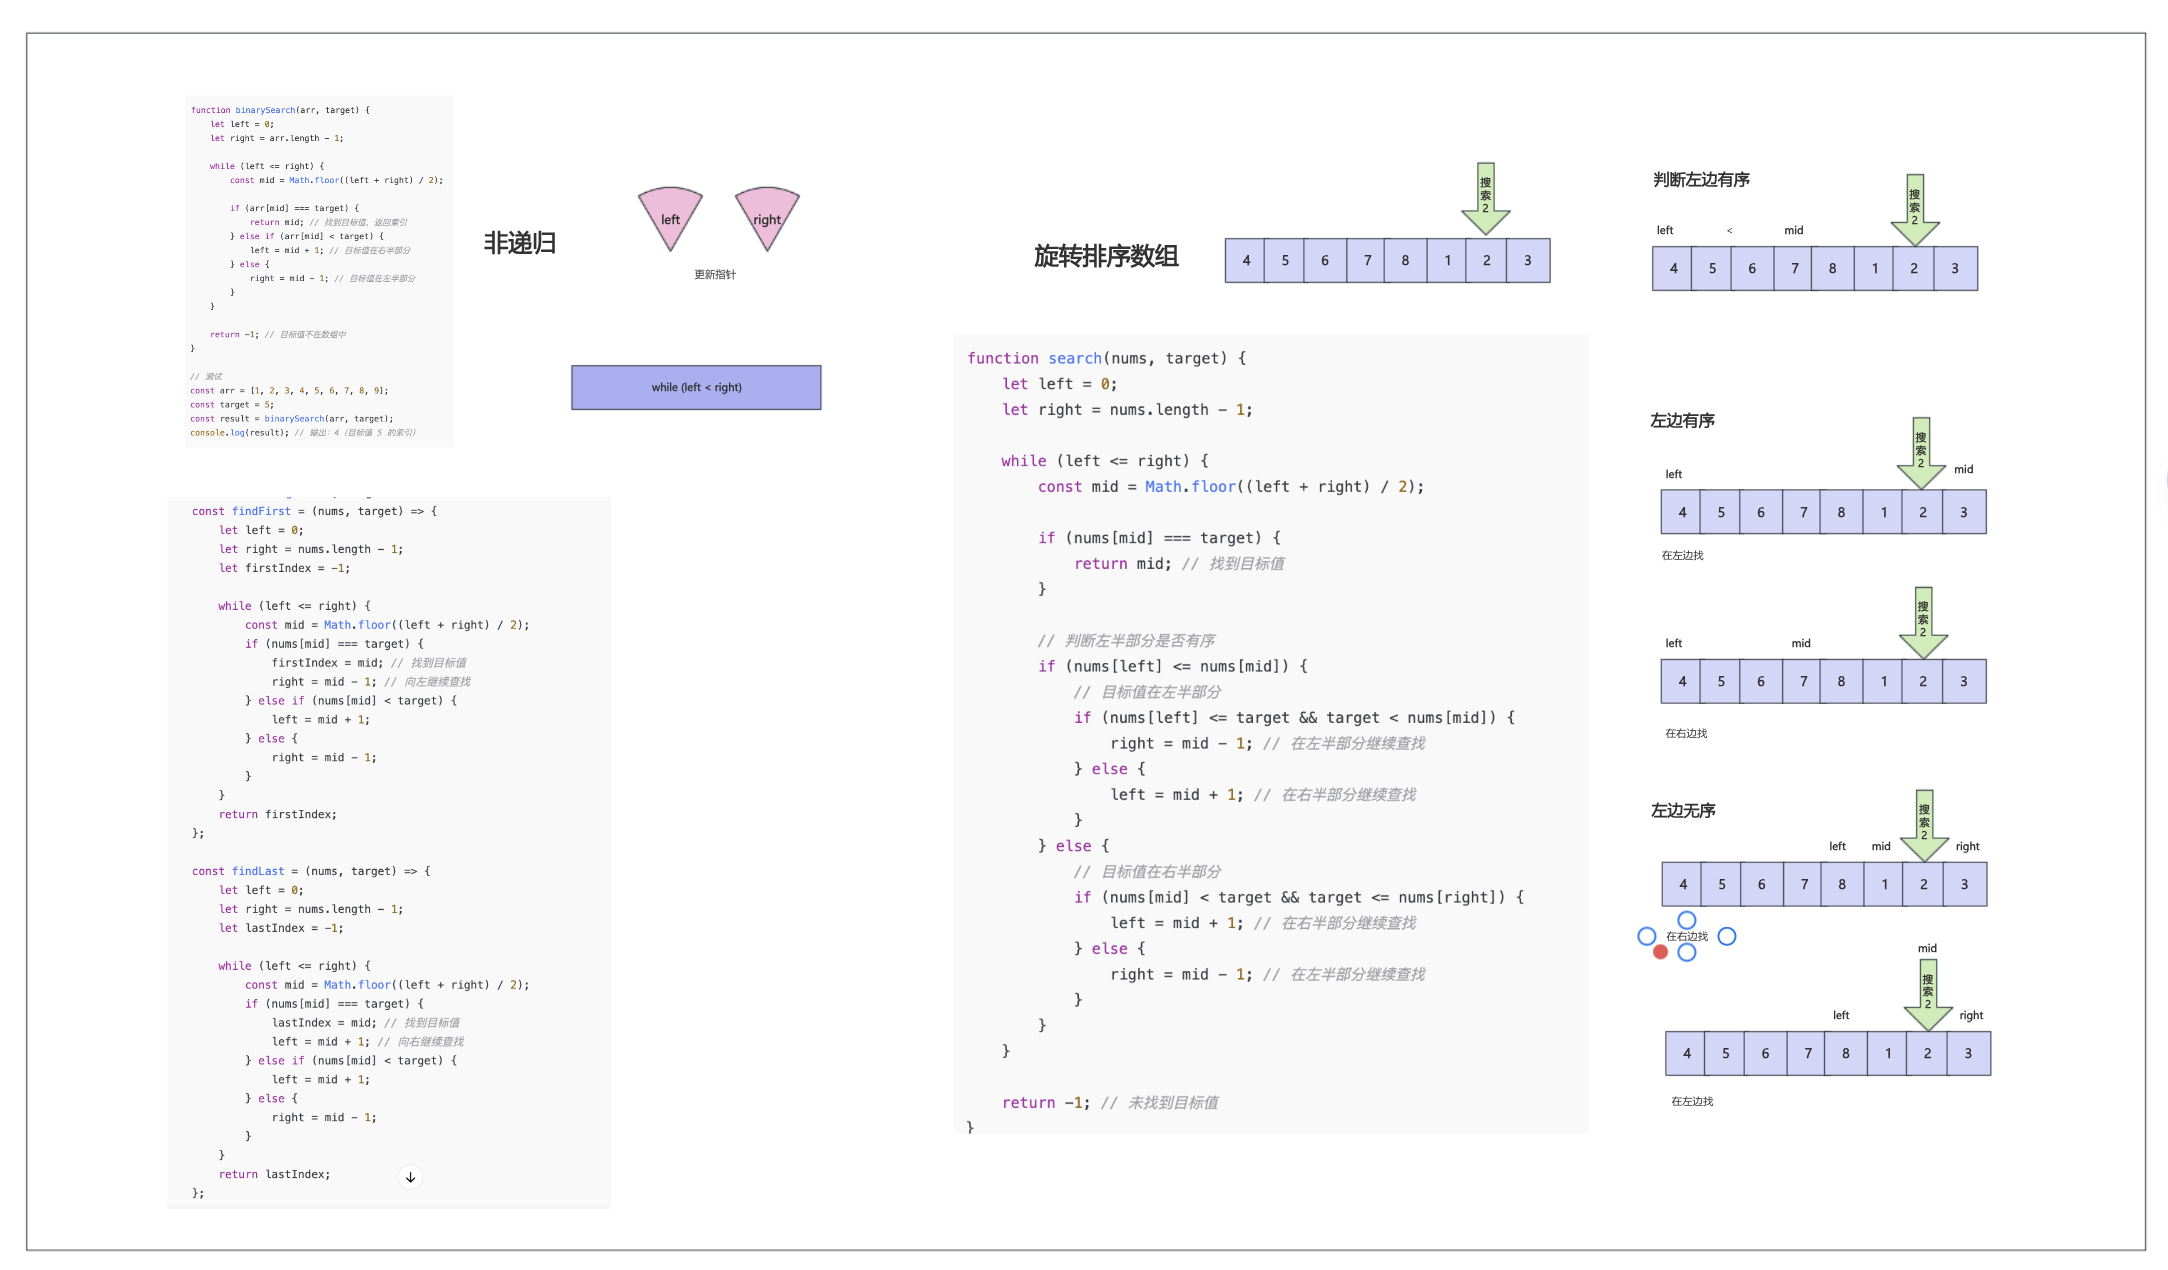 function binarySearch(arr, target) {
let left = 0;
let right = arr.length - 1;
while (left <= right) {
const mid = Math.floor((left + right) / 2);
if (arr[mid] === target) {
return mid; // 找到目标值，返回索引
} else if (arr[mid] < target) {
left = mid + 1; // 目标值在右半部分
} else {
right = mid - 1; // 目标值在左半部分
}
}
return -1; // 目标值不在数组中
}
// 测试
const arr = [1, 2, 3, 4, 5, 6, 7, 8, 9];
const target = 5;
const result = binarySearch(arr, target);
console.log(result); // 输出: 4（目标值 5 的索引）
非递归
left
right
更新指针
while (left < right)
const findFirst = (nums, target) => {
let left = 0;
let right = nums.length - 1;
let firstIndex = -1;
while (left <= right) {
const mid = Math.floor((left + right) / 2);
if (nums[mid] === target) {
firstIndex = mid; // 找到目标值
right = mid - 1; // 向左继续查找
} else if (nums[mid] < target) {
left = mid + 1;
} else {
right = mid - 1;
}
}
return firstIndex;
};
const findLast = (nums, target) => {
let left = 0;
let right = nums.length - 1;
let lastIndex = -1;
while (left <= right) {
const mid = Math.floor((left + right) / 2);
if (nums[mid] === target) {
lastIndex = mid; // 找到目标值
left = mid + 1; // 向右继续查找
} else if (nums[mid] < target) {
left = mid + 1;
} else {
right = mid - 1;
}
}
return lastIndex;
};
旋转排序数组
搜
索
2
4 5 6 7 8 1 2 3
function search(nums, target) {
let left = 0;
let right = nums.length - 1;
while (left <= right) {
const mid = Math.floor((left + right) / 2);
if (nums[mid] === target) {
return mid; // 找到目标值
}
// 判断左半部分是否有序
if (nums[left] <= nums[mid]) {
// 目标值在左半部分
if (nums[left] <= target && target < nums[mid]) {
right = mid - 1; // 在左半部分继续查找
} else {
left = mid + 1; // 在右半部分继续查找
}
} else {
// 目标值在右半部分
if (nums[mid] < target && target <= nums[right]) {
left = mid + 1; // 在右半部分继续查找
} else {
right = mid - 1; // 在左半部分继续查找
}
}
}
return -1; // 未找到目标值
}
判断左边有序
搜
索
2
left < mid
4 5 6 7 8 1 2 3
左边有序
搜
索
2
left mid
4 5 6 7 8 1 2 3
在左边找
搜
索
2
left mid
4 5 6 7 8 1 2 3
在右边找
左边无序
搜
索
2
left mid right
4 5 6 7 8 1 2 3
在右边找
mid
搜
索
2
left right
4 5 6 7 8 1 2 3
在左边找